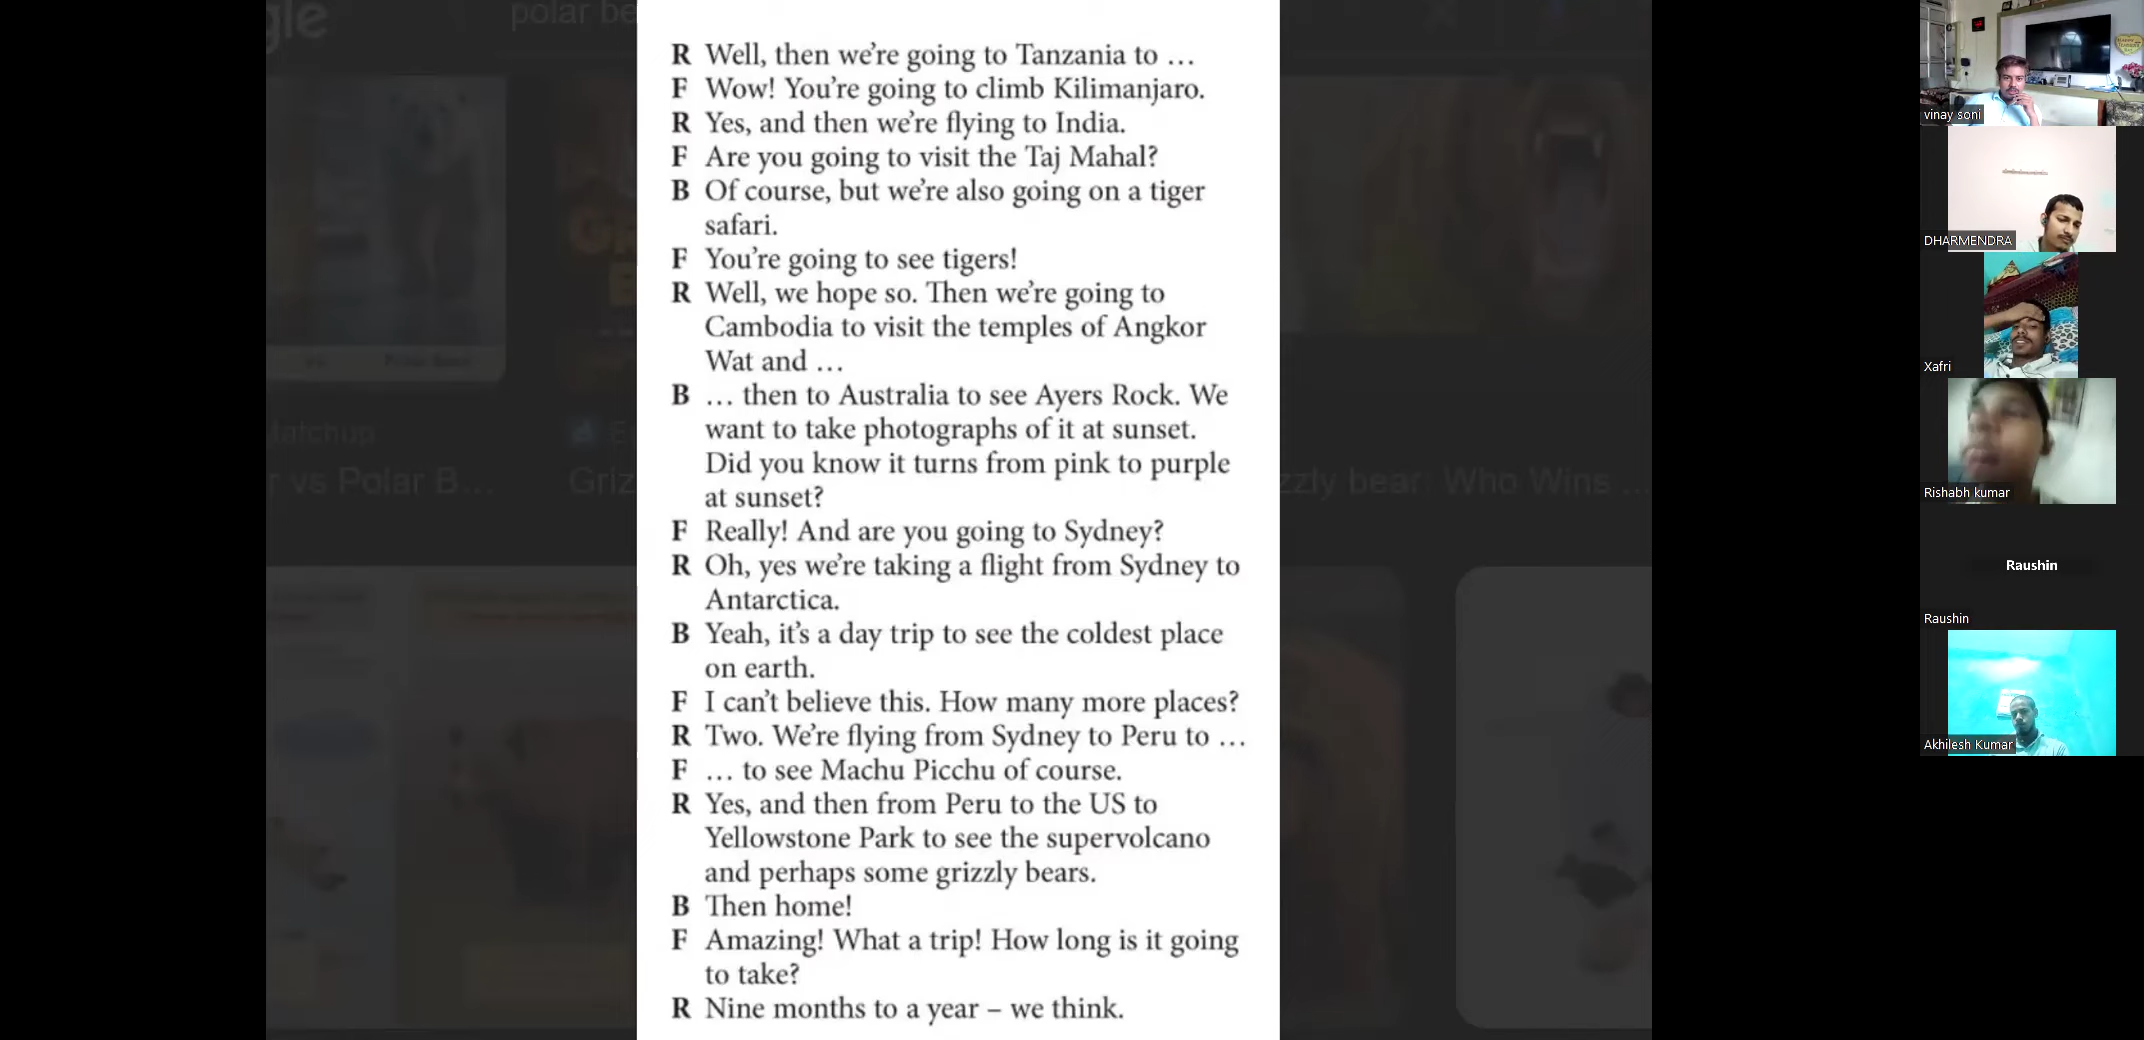 gle
polar be
R Well, then we’re going to Tanzania to …
F Wow! You’re going to climb Kilimanjaro.
R Yes, and then we’re flying to India.
F Are you going to visit the Taj Mahal?
B Of course, but we’re also going on a tiger
safari.
F You’re going to see tigers!
R Well, we hope so. Then we’re going to
Cambodia to visit the temples of Angkor
Wat and …
B … then to Australia to see Ayers Rock. We
want to take photographs of it at sunset.
Did you know it turns from pink to purple
at sunset?
F Really! And are you going to Sydney?
R Oh, yes we’re taking a flight from Sydney to
Antarctica.
B Yeah, it’s a day trip to see the coldest place
on earth.
F I can’t believe this. How many more places?
R Two. We’re flying from Sydney to Peru to …
F … to see Machu Picchu of course.
R Yes, and then from Peru to the US to
Yellowstone Park to see the supervolcano
and perhaps some grizzly bears.
B Then home!
F Amazing! What a trip! How long is it going
to take?
R Nine months to a year – we think.
r vs Polar B...
Griz
zzly bear: Who Wins ...
vinay soni
DHARMENDRA
Xafri
Rishabh kumar
Raushin
Raushin
Akhilesh Kumar